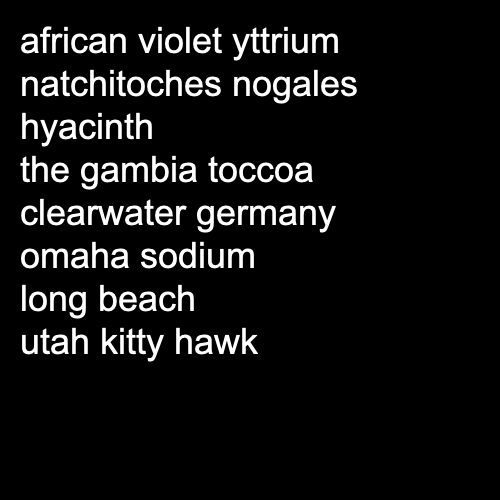 african violet yttrium
natchitoches nogales
hyacinth
the gambia toccoa
clearwater germany
omaha sodium
long beach
utah kitty hawk